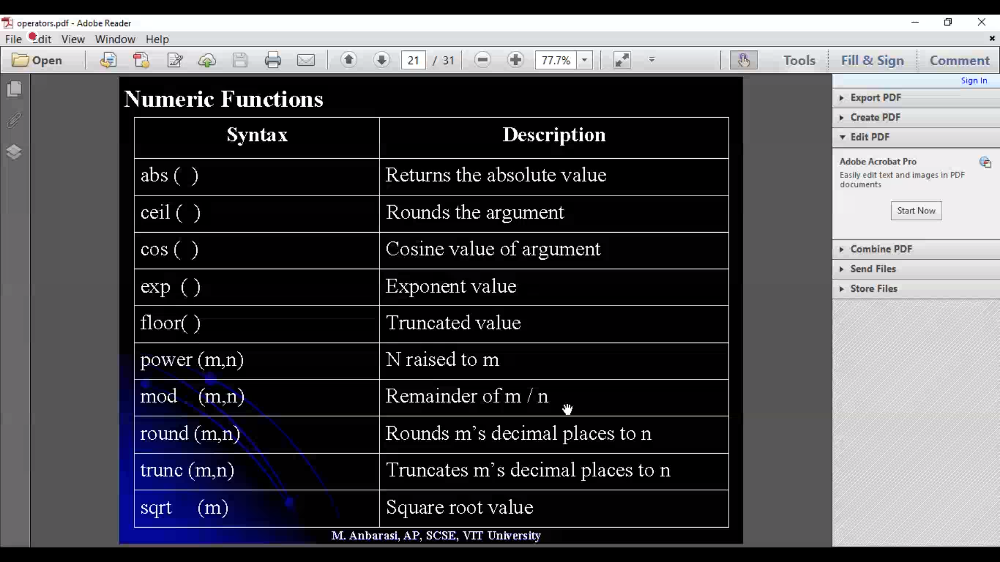 operators.pdf - Adobe Reader
File Edit View Window Help
Open 21 / 31 77.7% Tools Fill & Sign Comment
Sign In
Export PDF
Create PDF
Edit PDF
Adobe Acrobat Pro
Easily edit text and images in PDF
documents
Start Now
Combine PDF
Send Files
Store Files
Numeric Functions
Syntax Description
abs ( ) Returns the absolute value
ceil ( ) Rounds the argument
cos ( ) Cosine value of argument
exp ( ) Exponent value
floor( ) Truncated value
power (m,n) N raised to m
mod (m,n) Remainder of m / n
round (m,n) Rounds m’s decimal places to n
trunc (m,n) Truncates m’s decimal places to n
sqrt (m) Square root value
M. Anbarasi, AP, SCSE, VIT University